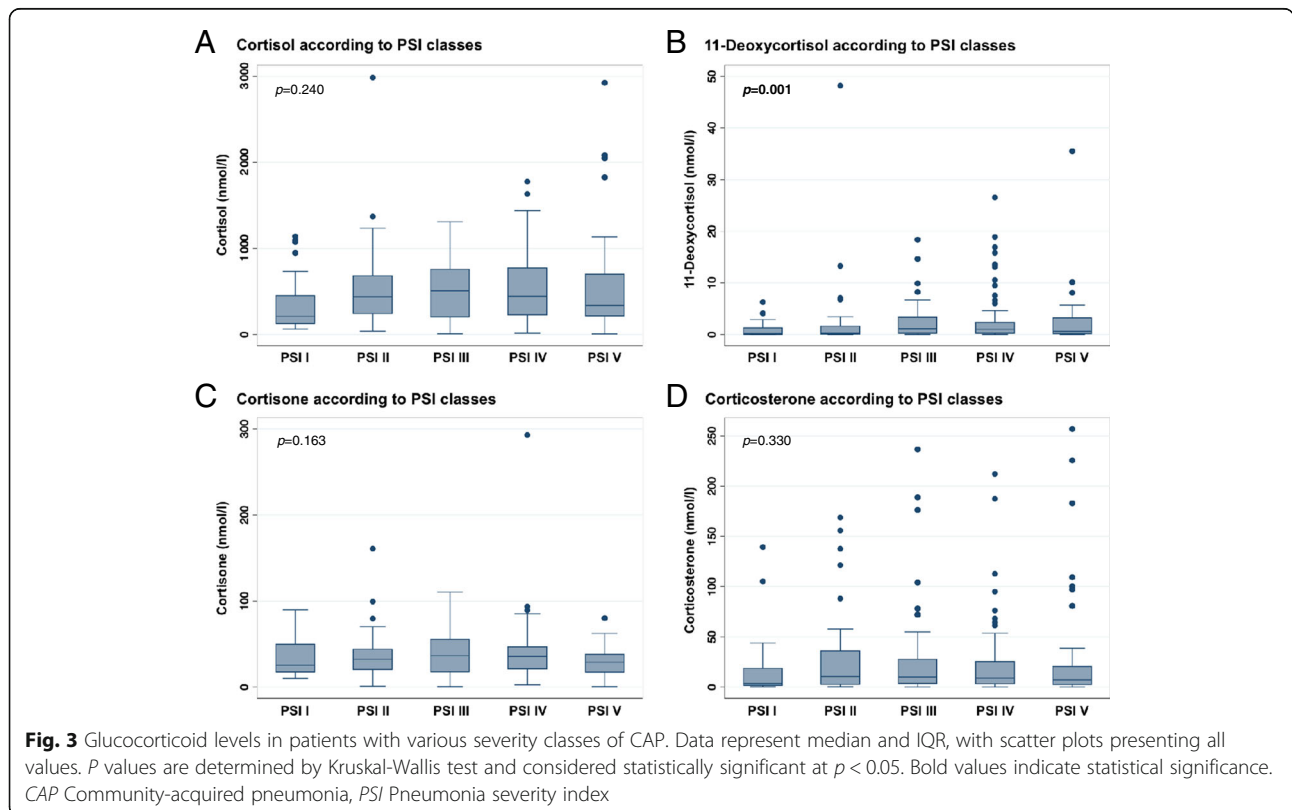 A Cortisol according to PSI classes
p=0.240
Cortisol (nmol/l)
3000
2000
1000
0
PSI I PSI II PSI III PSI IV PSI V
B 11-Deoxycortisol according to PSI classes
p=0.001
11-Deoxycortisol (nmol/l)
50
40
30
20
10
0
PSI I PSI II PSI III PSI IV PSI V
C Cortisone according to PSI classes
p=0.163
Cortisone (nmol/l)
300
200
100
0
PSI I PSI II PSI III PSI IV PSI V
D Corticosterone according to PSI classes
p=0.330
Corticosterone (nmol/l)
250
200
150
100
50
0
PSI I PSI II PSI III PSI IV PSI V
Fig. 3 Glucocorticoid levels in patients with various severity classes of CAP. Data represent median and IQR, with scatter plots presenting all
values. P values are determined by Kruskal-Wallis test and considered statistically significant at p < 0.05. Bold values indicate statistical significance.
CAP Community-acquired pneumonia, PSI Pneumonia severity index